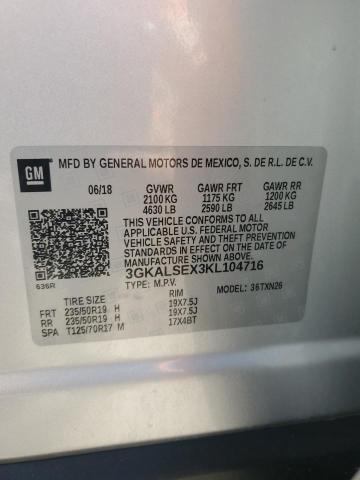 GM MFD BY GENERAL MOTORS DE MEXICO, S. DE R.L. DE C.V.
06/18 GVWR GAWR FRT GAWR RR
2100 KG 1175 KG 1200 KG
4630 LB 2590 LB 2645 LB
THIS VEHICLE CONFORMS TO ALL
APPLICABLE U.S. FEDERAL MOTOR
VEHICLE SAFETY AND THEFT PREVENTION
STANDARDS IN EFFECT ON THE DATE
OF MANUFACTURE SHOWN ABOVE.
3GKALSEX3KL104716
636R TYPE: M.P.V. MODEL: 36TXN26
TIRE SIZE RIM
FRT 235/50R19 H 19X7.5J
RR 235/50R19 H 19X7.5J
SPA T125/70R17 M 17X4BT